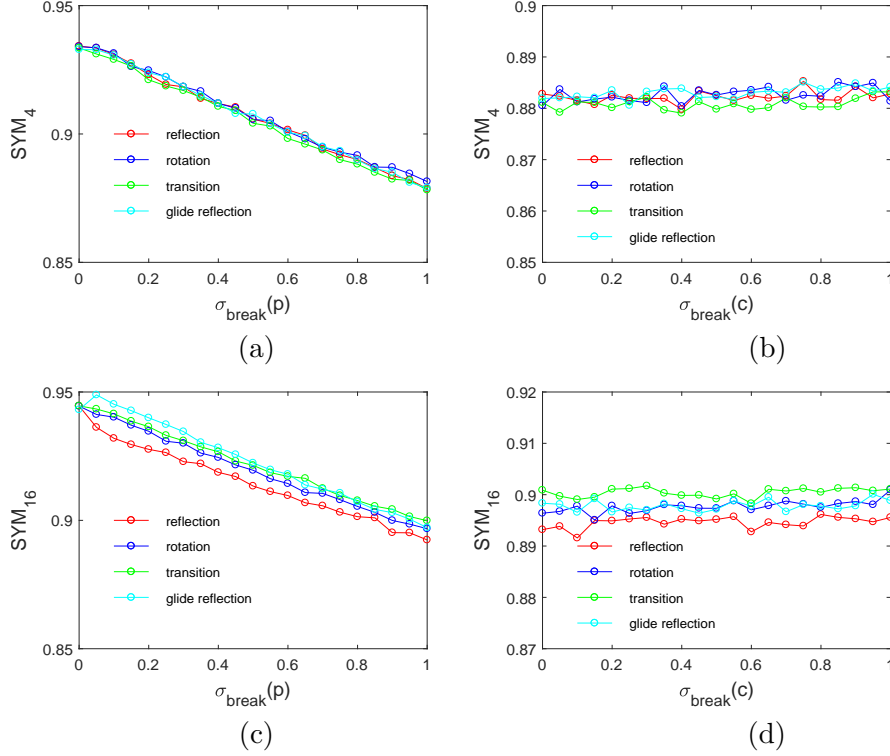 0.95
0.9
0.85
SYM4
reflection
rotation
transition
glide reflection
0
0.2
0.4
0.6
0.8
1
σbreak(p)
(a)
0.9
0.89
0.88
0.87
0.86
0.85
SYM4
reflection
rotation
transition
glide reflection
0
0.2
0.4
0.6
0.8
1
σbreak(c)
(b)
0.95
0.9
0.85
SYM16
reflection
rotation
transition
glide reflection
0
0.2
0.4
0.6
0.8
1
σbreak(p)
(c)
0.92
0.91
0.9
0.89
0.88
0.87
SYM16
reflection
rotation
transition
glide reflection
0
0.2
0.4
0.6
0.8
1
σbreak(c)
(d)